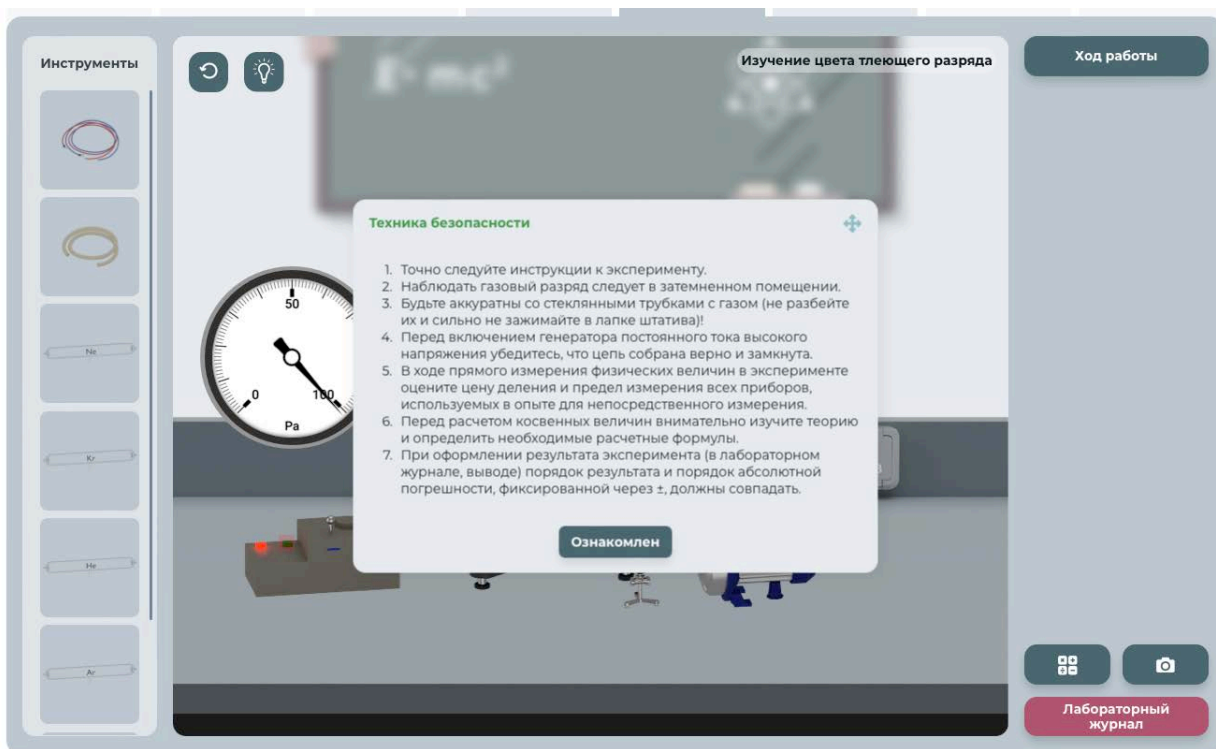 Инструменты
Ne
Kr
He
Ar
E= mc²
Изучение цвета тлеющего разряда
50
0
100
Pa
Техника безопасности
1. Точно следуйте инструкции к эксперименту.
2. Наблюдать газовый разряд следует в затемненном помещении.
3. Будьте аккуратны со стеклянными трубками с газом (не разбейте
их и сильно не зажимайте в лапке штатива)!
4. Перед включением генератора постоянного тока высокого
напряжения убедитесь, что цепь собрана верно и замкнута.
5. В ходе прямого измерения физических величин в эксперименте
оцените цену деления и предел измерения всех приборов,
используемых в опыте для непосредственного измерения.
6. Перед расчетом косвенных величин внимательно изучите теорию
и определить необходимые расчетные формулы.
7. При оформлении результата эксперимента (в лабораторном
журнале, выводе) порядок результата и порядок абсолютной
погрешности, фиксированной через ±, должны совпадать.
Ознакомлен
Ход работы
Лабораторный
журнал